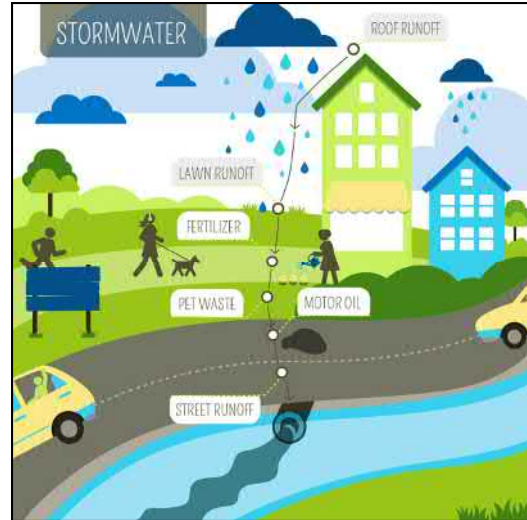 STORMWATER
ROOF RUNOFF
LAWN RUNOFF
FERTILIZER
PET WASTE
MOTOR OIL
STREET RUNOFF